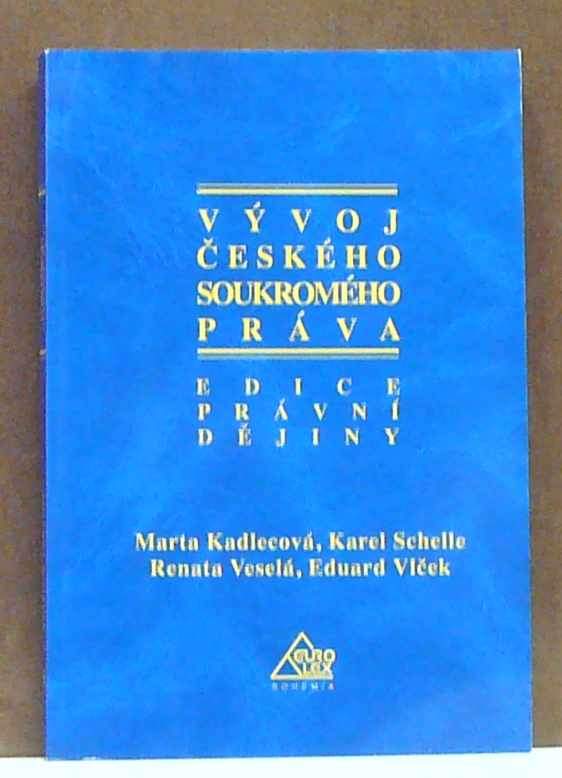 VÝVOJ
ČESKÉHO
SOUKROMÉHO
PRÁVA
EDICE
PRÁVNÍ
DĚJINY
Marta Kadlecová, Karel Schelle
Renata Veselá, Eduard Vlček
EURO
LEX
BOHEMIA